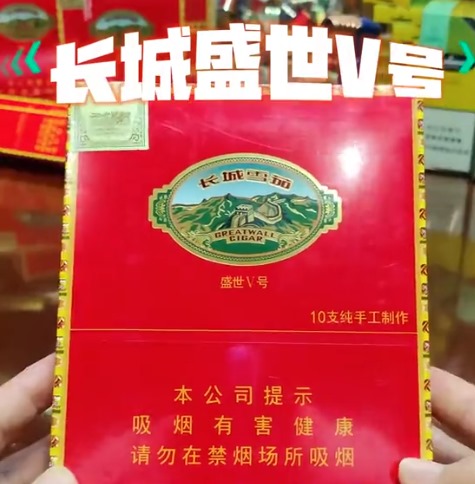 长城盛世V号
长城雪茄
GREATWALL
CIGAR
盛世V号
10支纯手工制作
本公司提示
吸烟有害健康
请勿在禁烟场所吸烟